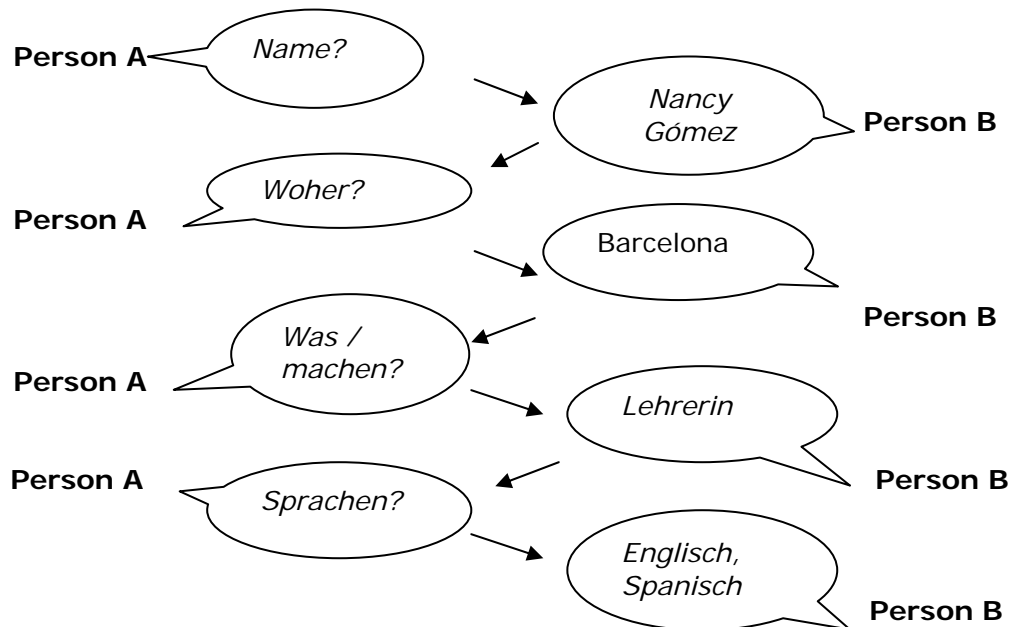 Person A
Name?
Nancy
Gómez
Person B
Person A
Woher?
Barcelona
Person B
Person A
Was /
machen?
Lehrerin
Person B
Person A
Sprachen?
Englisch,
Spanisch
Person B